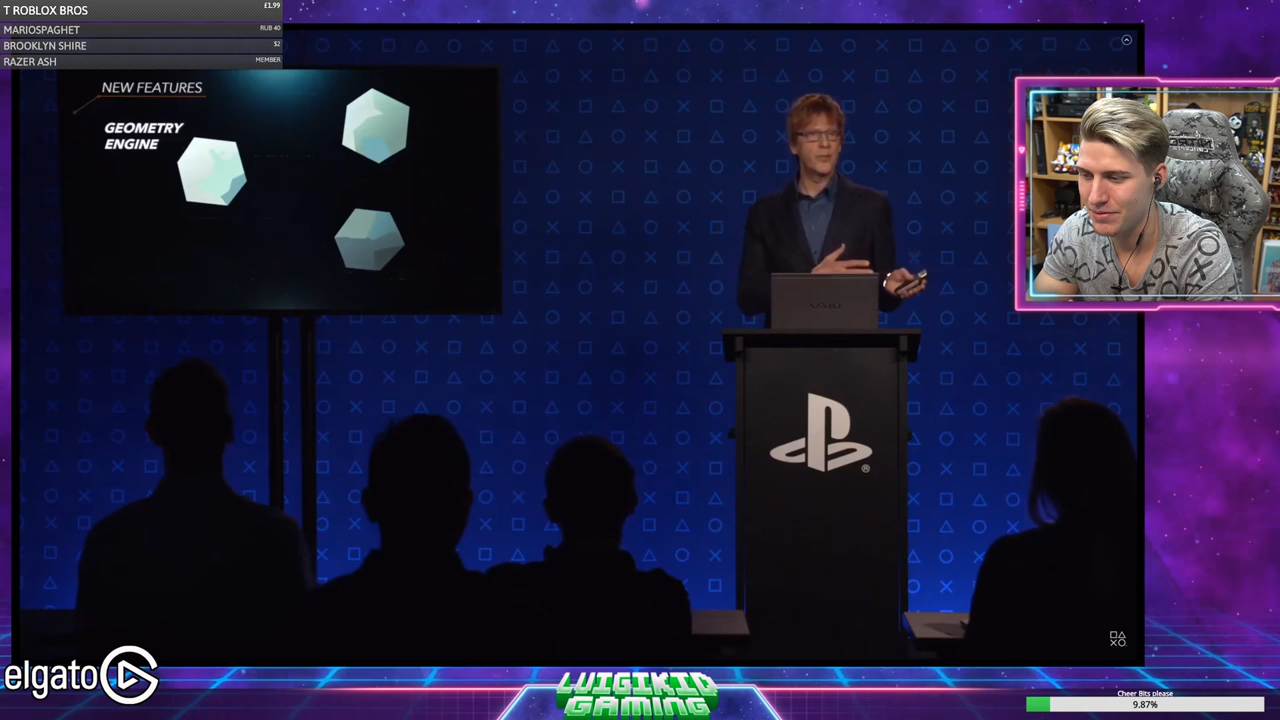 T ROBLOX BROS £1.99
MARIOSPAGHET RUB 40
BROOKLYN SHIRE $2
RAZER ASH MEMBER
NEW FEATURES
GEOMETRY
ENGINE
VAIO
®
elgato
LUIGIKID
GAMING
Cheer Bits please
9.87%